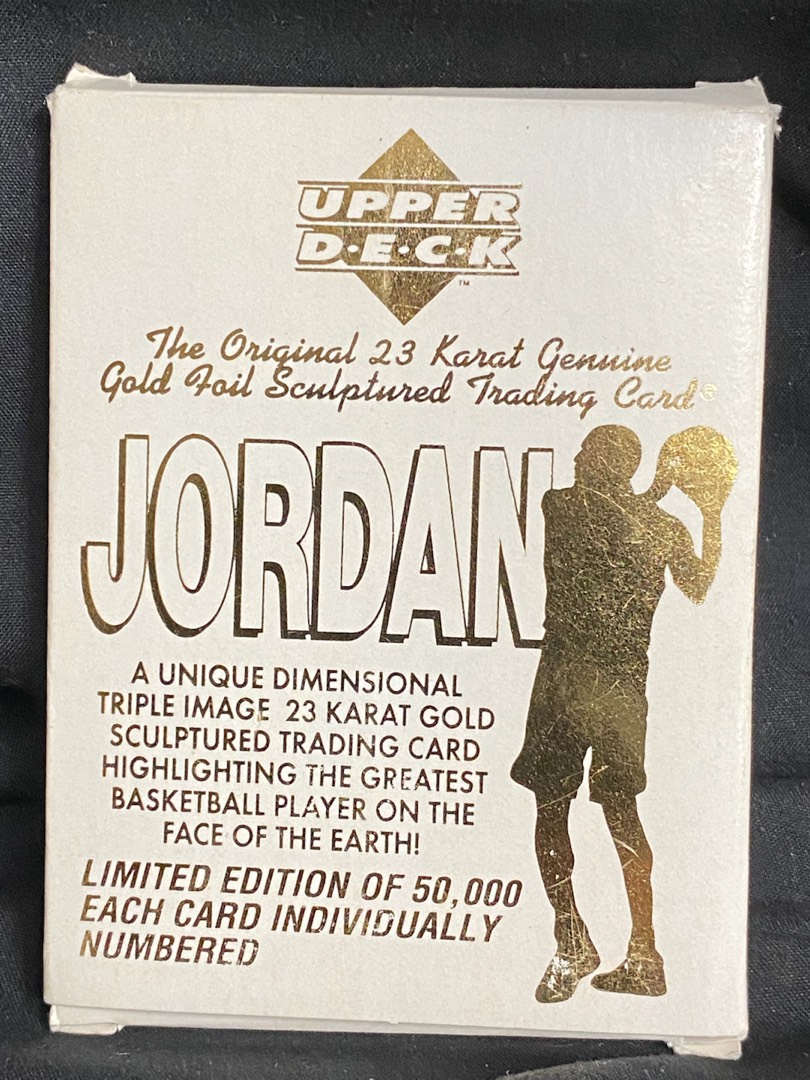 UPPER
D·E·C·K
™
The Original 23 Karat Genuine
Gold Foil Sculptured Trading Card®
JORDAN
A UNIQUE DIMENSIONAL
TRIPLE IMAGE 23 KARAT GOLD
SCULPTURED TRADING CARD
HIGHLIGHTING THE GREATEST
BASKETBALL PLAYER ON THE
FACE OF THE EARTH!
LIMITED EDITION OF 50,000
EACH CARD INDIVIDUALLY
NUMBERED